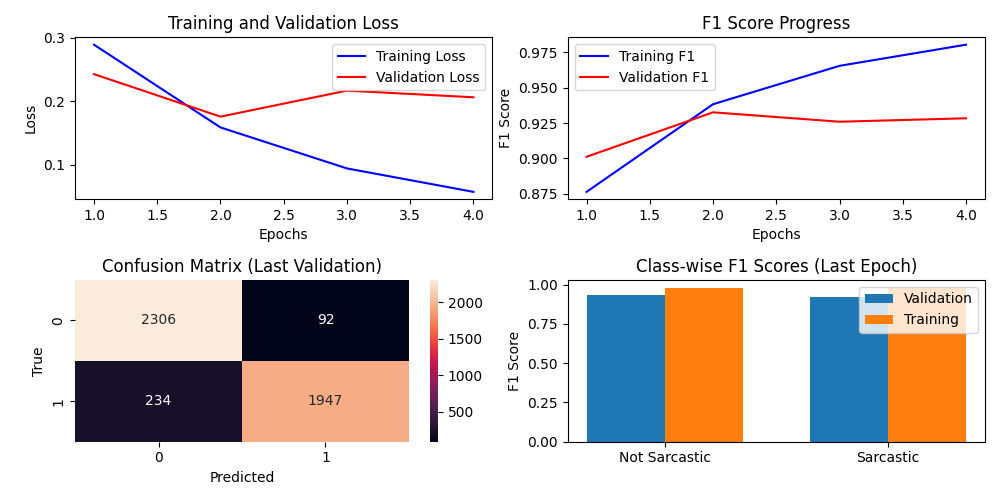 Training and Validation Loss
0.3
0.2
0.1
Loss
Training Loss
Validation Loss
1.0 1.5 2.0 2.5 3.0 3.5 4.0
Epochs
F1 Score Progress
0.975
0.950
0.925
0.900
0.875
F1 Score
Training F1
Validation F1
1.0 1.5 2.0 2.5 3.0 3.5 4.0
Epochs
Confusion Matrix (Last Validation)
True
0
1
2306 92
234 1947
0 1
Predicted
2000
1500
1000
500
Class-wise F1 Scores (Last Epoch)
1.00
0.75
0.50
0.25
0.00
F1 Score
Validation
Training
Not Sarcastic Sarcastic